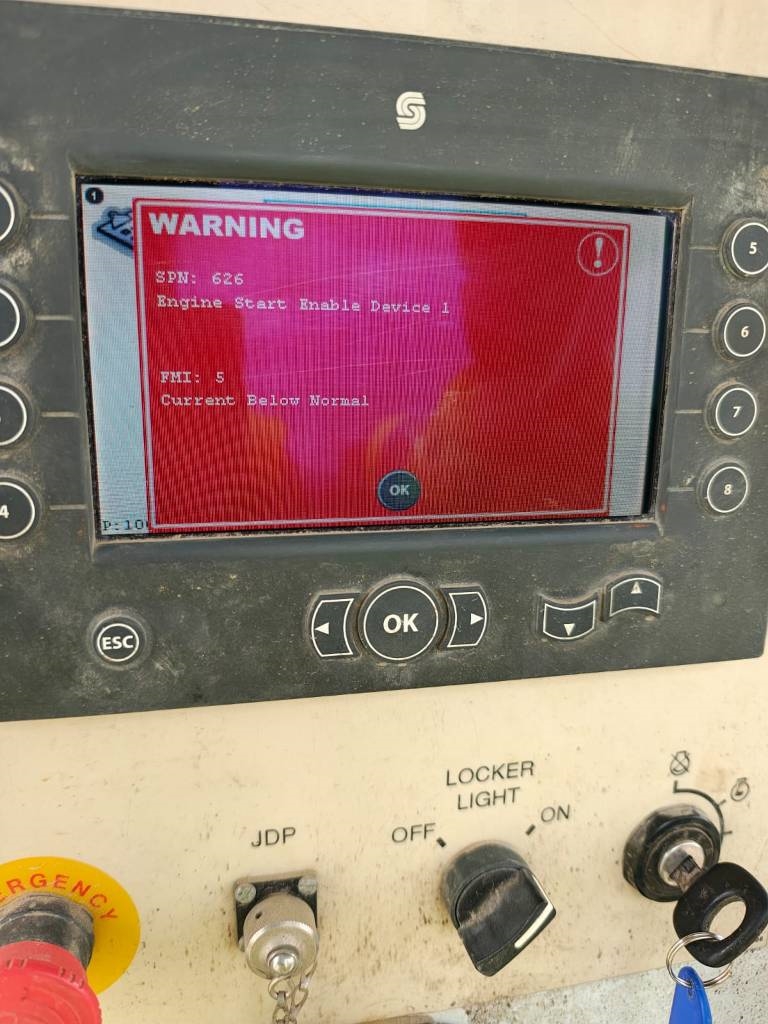 1
WARNING
!
SPN: 626
Engine Start Enable Device 1
FMI: 5
Current Below Normal
OK
5
6
7
8
4
ESC
OK
LOCKER
LIGHT
OFF
ON
JDP